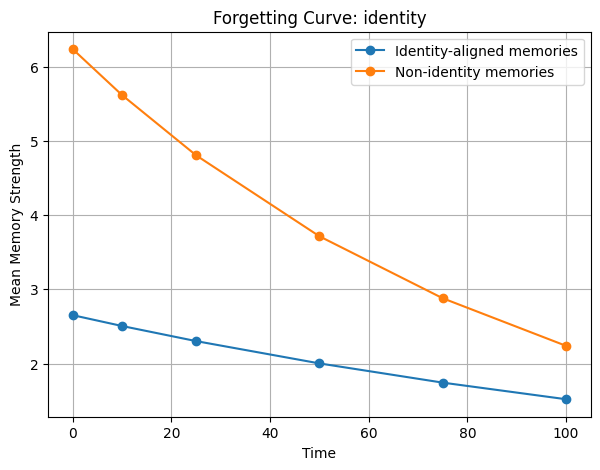 Forgetting Curve: identity
Identity-aligned memories
Non-identity memories
Mean Memory Strength
6
5
4
3
2
0 20 40 60 80 100
Time